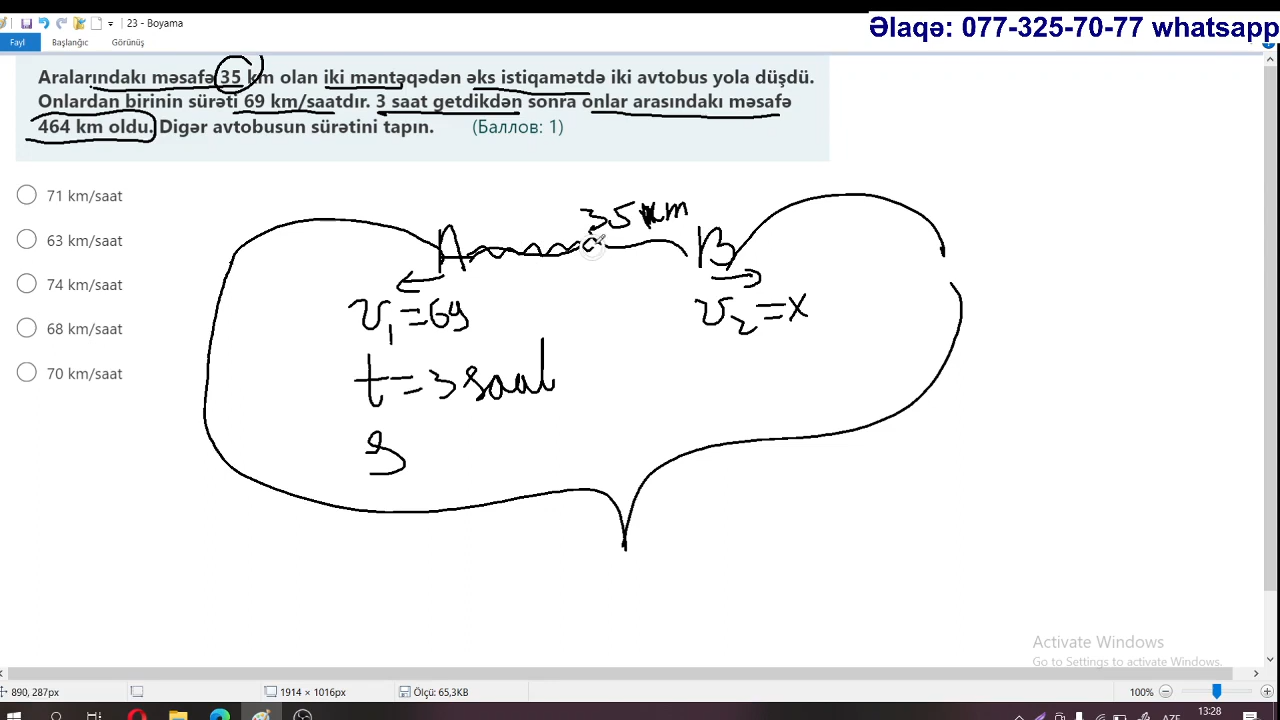 23 - Boyama
Əlaqə: 077-325-70-77 whatsapp
Fayl Başlanğıc Görünüş
Aralarındakı məsafə 35 km olan iki məntəqədən əks istiqamətdə iki avtobus yola düşdü.
Onlardan birinin sürəti 69 km/saatdır. 3 saat getdikdən sonra onlar arasındakı məsafə
464 km oldu. Digər avtobusun sürətini tapın. (Баллов: 1)
71 km/saat
63 km/saat
74 km/saat
68 km/saat
70 km/saat
35 km
A B
v₁=69 v₂=x
t=3saat
S
Activate Windows
Go to Settings to activate Windows.
890, 287px 1914 × 1016px Ölçü: 65,3KB 100%
AZE 13:28